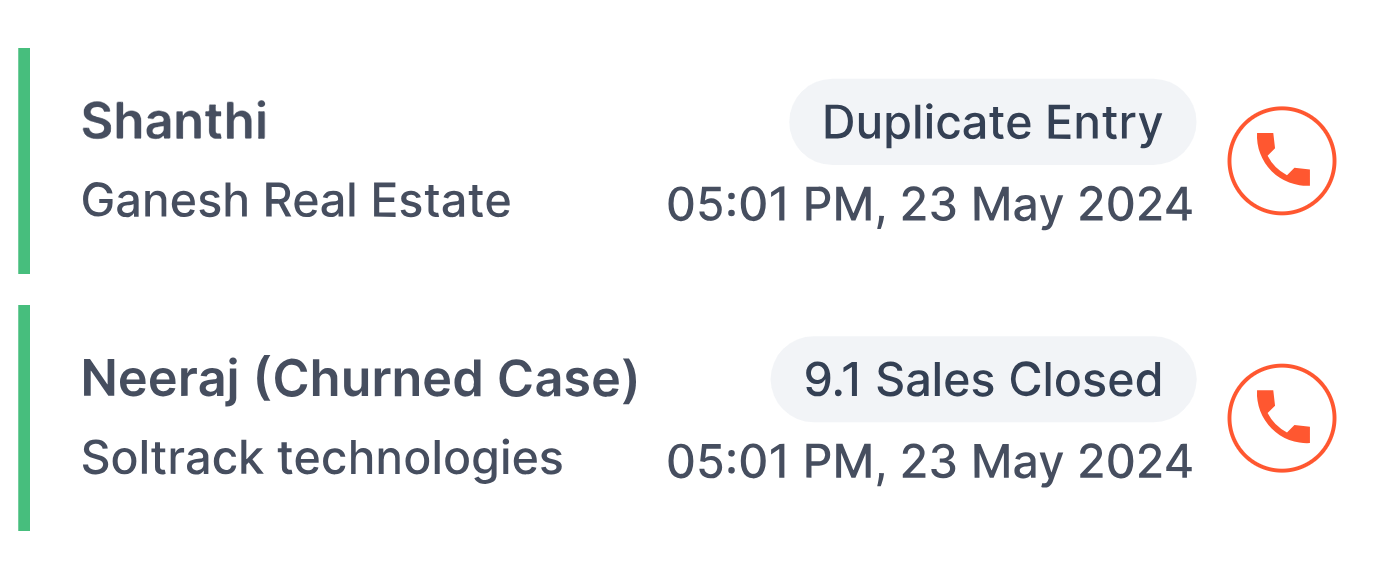 Shanthi
Duplicate Entry
Ganesh Real Estate
05:01 PM, 23 May 2024
Neeraj (Churned Case)
9.1 Sales Closed
Soltrack technologies
05:01 PM, 23 May 2024